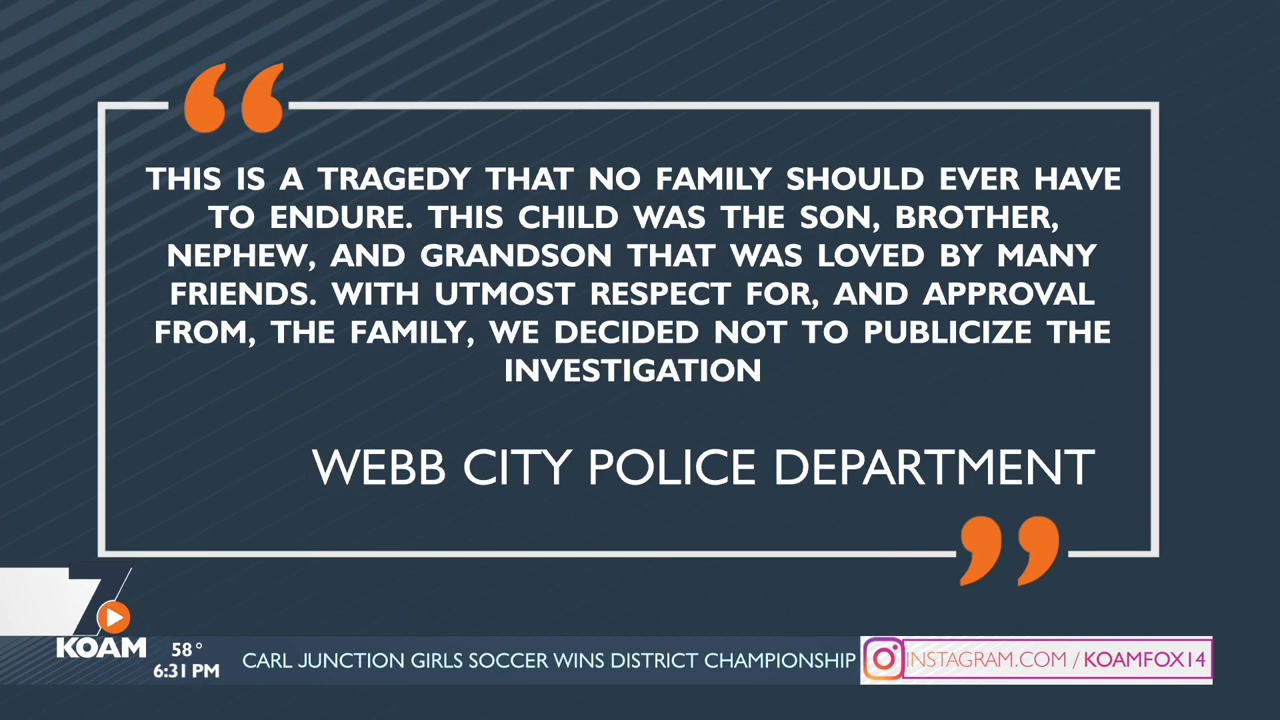 THIS IS A TRAGEDY THAT NO FAMILY SHOULD EVER HAVE
TO ENDURE. THIS CHILD WAS THE SON, BROTHER,
NEPHEW, AND GRANDSON THAT WAS LOVED BY MANY
FRIENDS. WITH UTMOST RESPECT FOR, AND APPROVAL
FROM, THE FAMILY, WE DECIDED NOT TO PUBLICIZE THE
INVESTIGATION
WEBB CITY POLICE DEPARTMENT
7
KOAM
58°
6:31 PM
CARL JUNCTION GIRLS SOCCER WINS DISTRICT CHAMPIONSHIP
INSTAGRAM.COM / KOAMFOX14